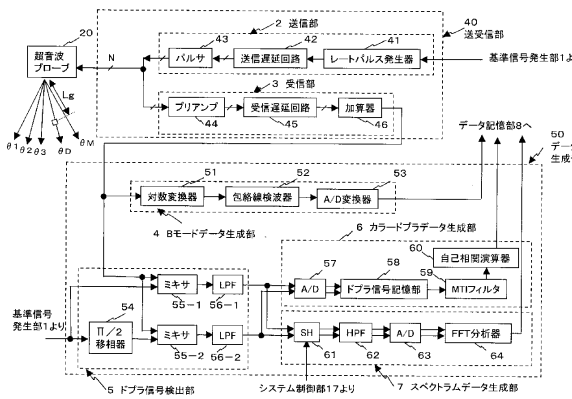 2 送信部
40
送受信部
20
超音波
プローブ
N
43
パルサ
42
送信遅延回路
41
レートパルス発生器
基準信号発生部1よ
3 受信部
プリアンプ
44
受信遅延回路
45
加算器
46
Lg
θ1
θ2
θ3
θD
θM
データ記憶部8へ
50
データ
生成
51
対数変換器
52
包絡線検波器
53
A/D変換器
4 Bモードデータ生成部
6 カラードプラデータ生成部
60
自己相関演算器
57
A/D
58
ドプラ信号記憶部
59
MTIフィルタ
ミキサ
55-1
LPF
56-1
基準信号
発生部1より
54
Π/2
移相器
ミキサ
55-2
LPF
56-2
SH
61
HPF
62
A/D
63
FFT分析器
64
5 ドプラ信号検出部
システム制御部17より
7 スペクトラムデータ生成部